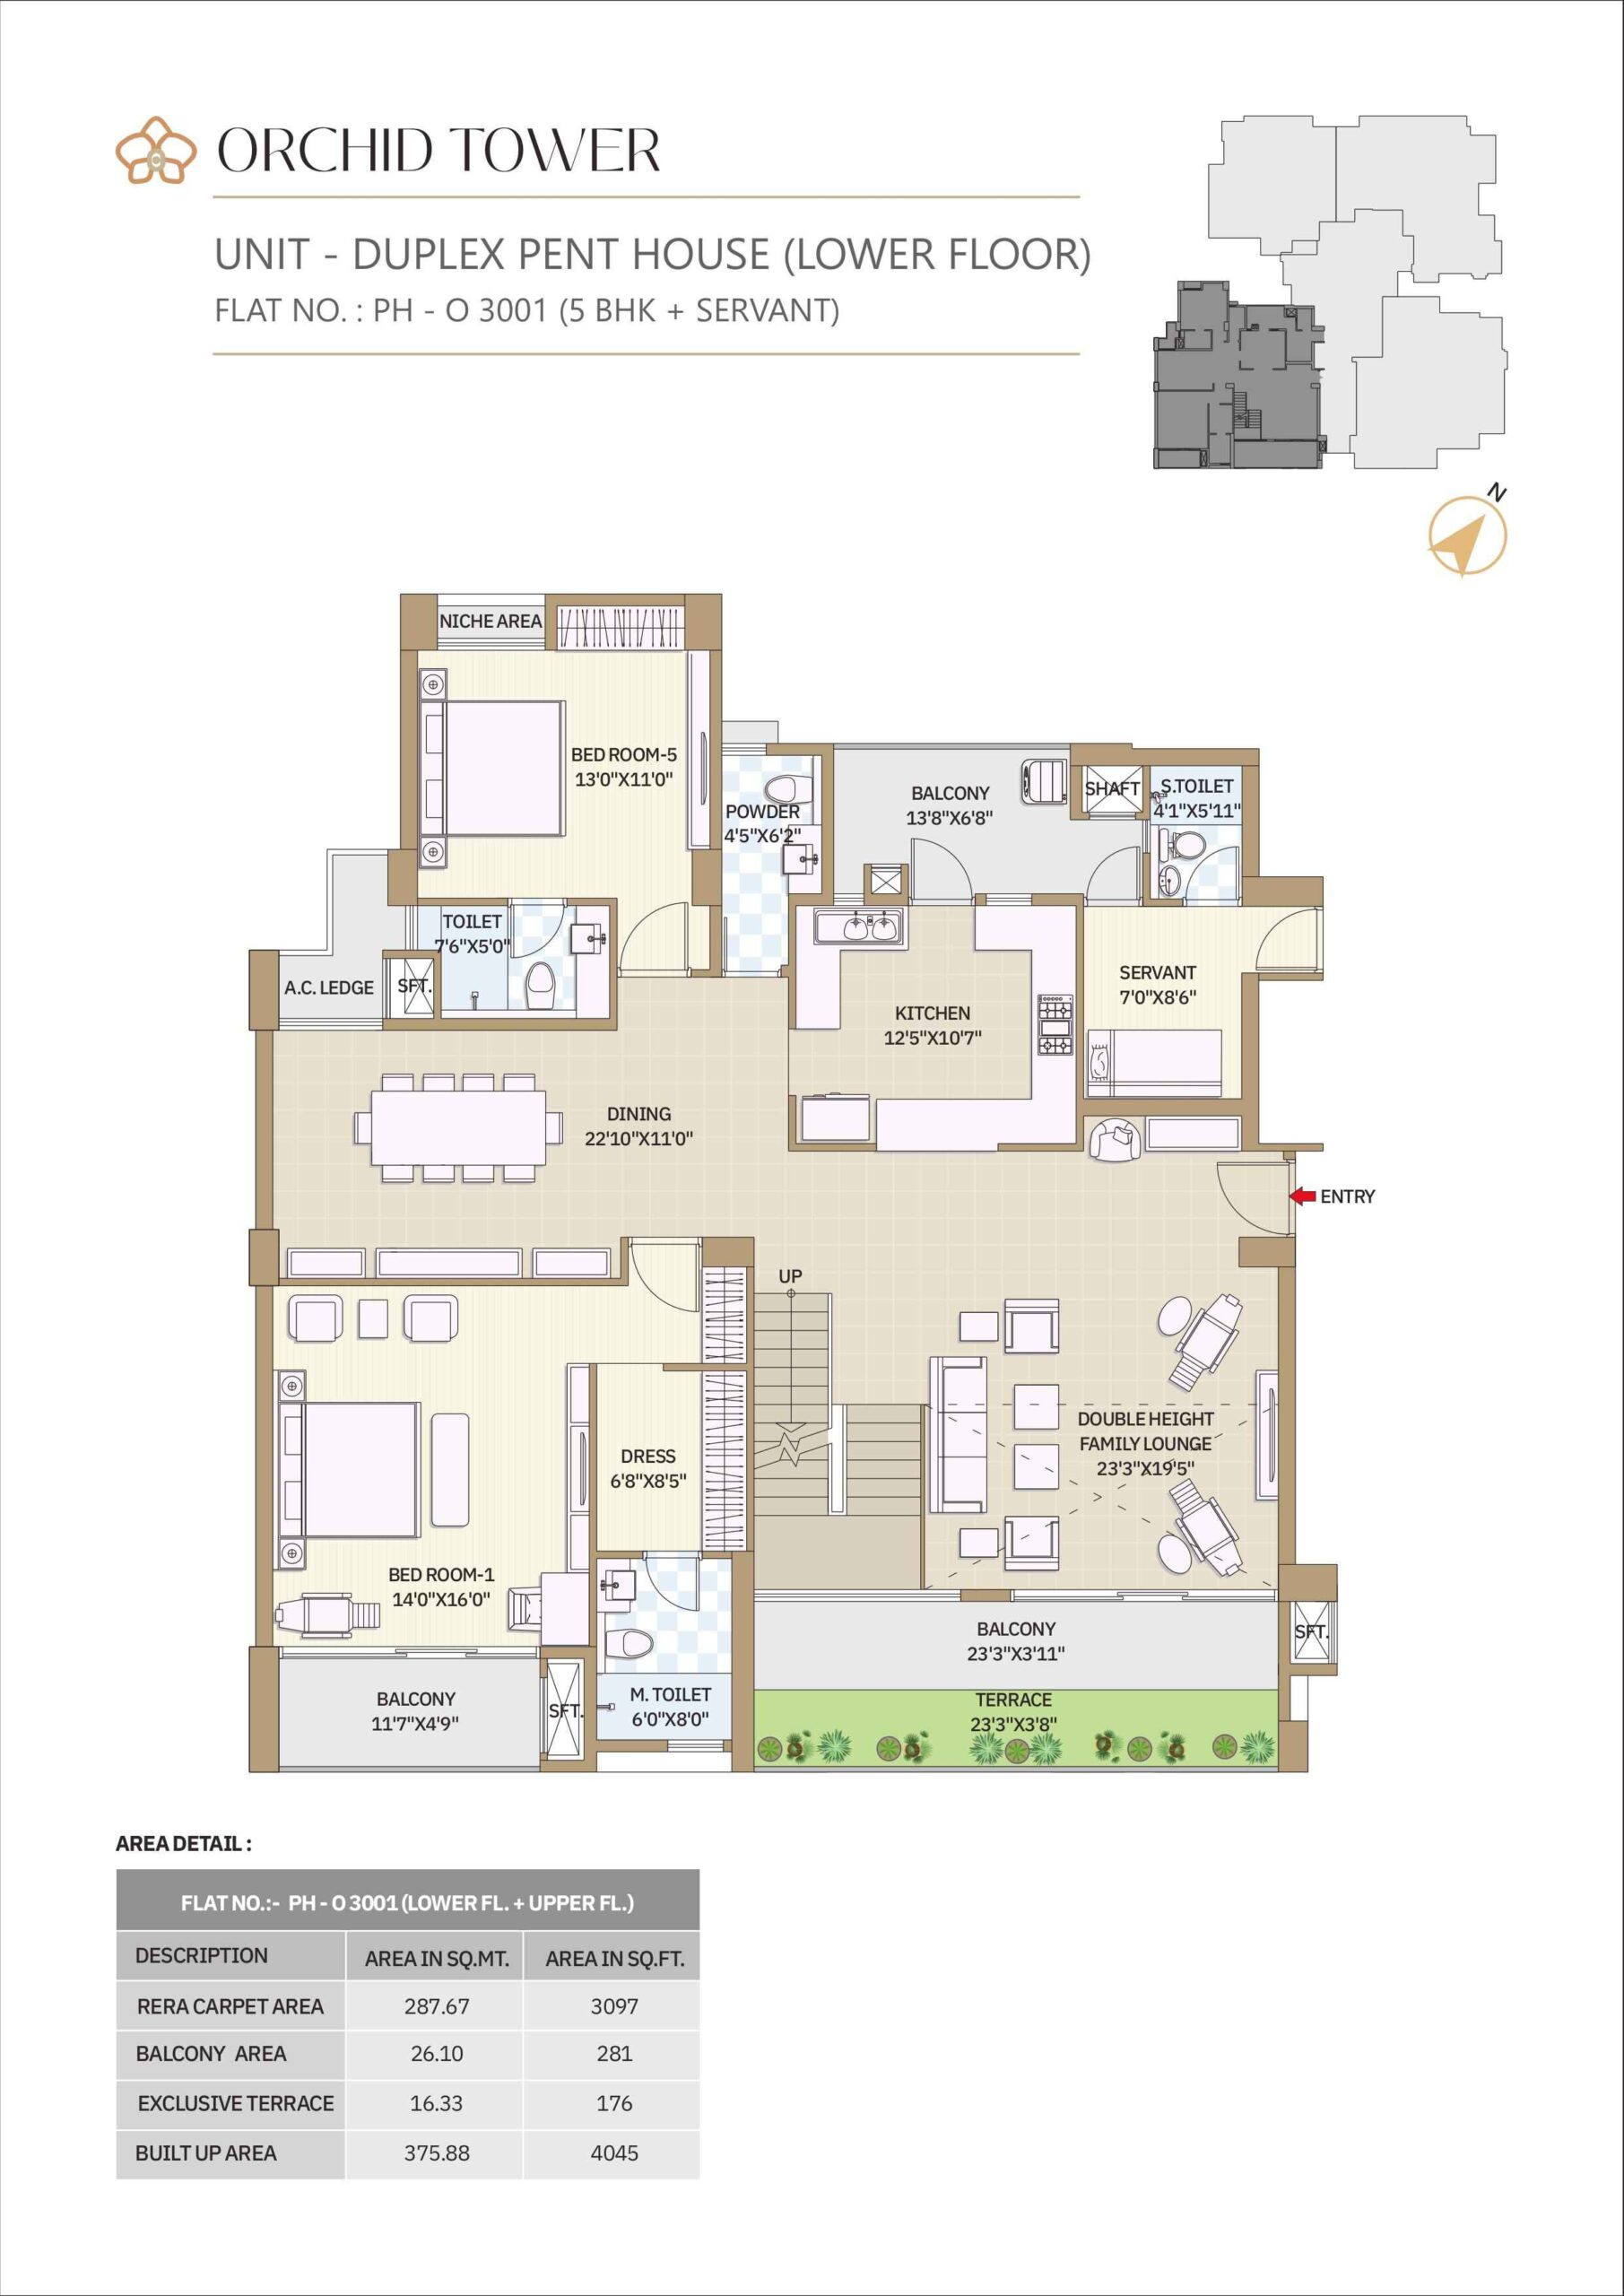 ORCHID TOWER
UNIT - DUPLEX PENT HOUSE (LOWER FLOOR)
FLAT NO. : PH - O 3001 (5 BHK + SERVANT)
N
NICHE AREA
BED ROOM-5
13'0"X11'0"
POWDER
4'5"X6'2"
BALCONY
13'8"X6'8"
SHAFT
S.TOILET
4'1"X5'11"
TOILET
7'6"X5'0"
A.C. LEDGE
SFT.
KITCHEN
12'5"X10'7"
SERVANT
7'0"X8'6"
DINING
22'10"X11'0"
ENTRY
UP
DOUBLE HEIGHT
FAMILY LOUNGE
23'3"X19'5"
DRESS
6'8"X8'5"
BED ROOM-1
14'0"X16'0"
BALCONY
23'3"X3'11"
SFT.
M. TOILET
6'0"X8'0"
BALCONY
11'7"X4'9"
SFT.
TERRACE
23'3"X3'8"
AREA DETAIL :
FLAT NO.:- PH - O 3001 (LOWER FL. + UPPER FL.)
DESCRIPTION AREA IN SQ.MT. AREA IN SQ.FT.
RERA CARPET AREA 287.67 3097
BALCONY AREA 26.10 281
EXCLUSIVE TERRACE 16.33 176
BUILT UP AREA 375.88 4045